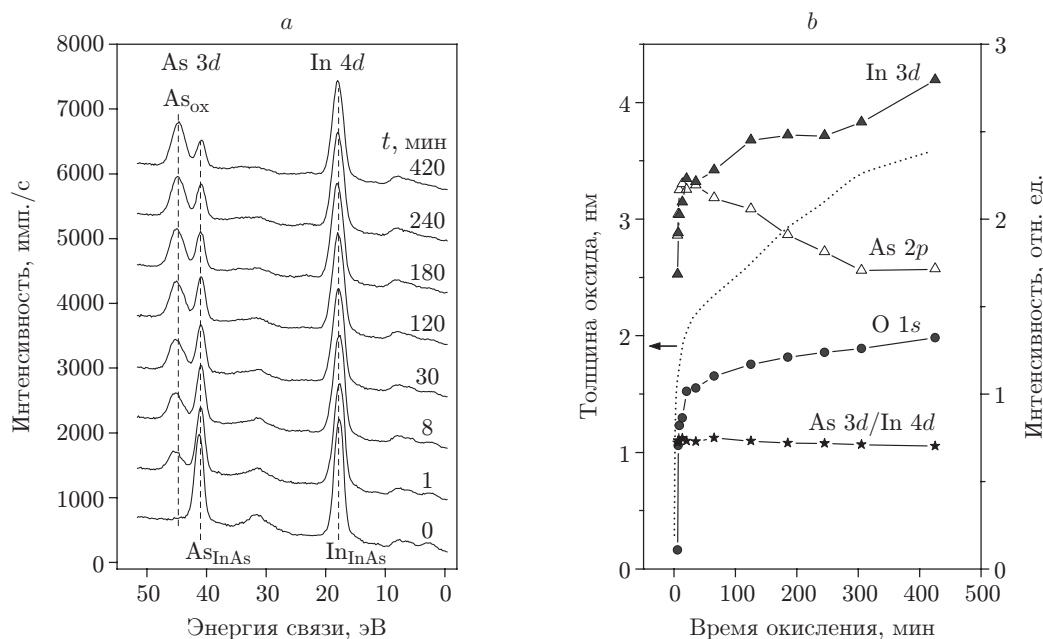 a
8000
7000
6000
5000
4000
3000
2000
1000
0
Интенсивность, имп./с
As 3d
In 4d
As_ox
t, мин
420
240
180
120
30
8
1
0
As_InAs
In_InAs
50
40
30
20
10
0
Энергия связи, эВ
b
4
3
2
1
0
Толщина оксида, нм
In 3d
As 2p
O 1s
As 3d/In 4d
3
2
1
0
Интенсивность, отн. ед.
0
100
200
300
400
500
Время окисления, мин